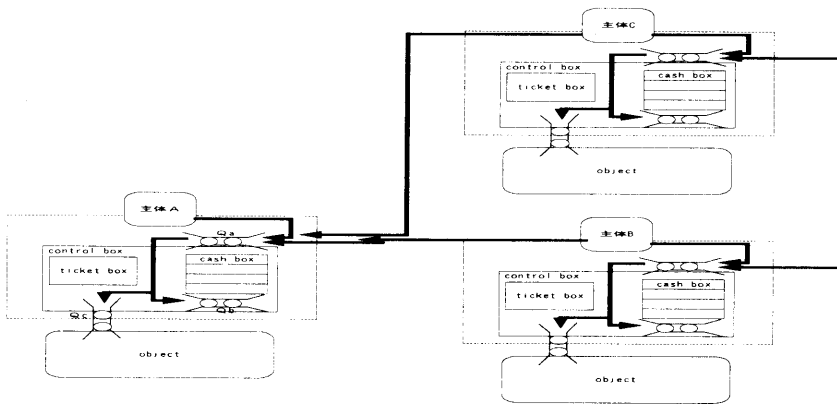 主体C
control box
ticket box
cash box
object
主体A
Qa
control box
ticket box
cash box
Qb
Qc
object
主体B
control box
ticket box
cash box
object